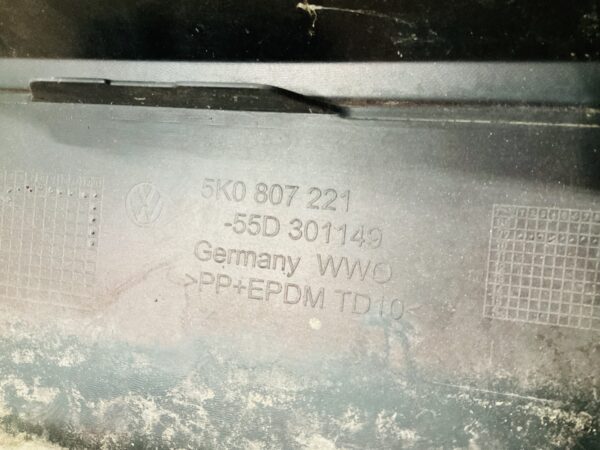 5K0 807 221
-55D 301149
Germany WWO
>PP+EPDM TD10<